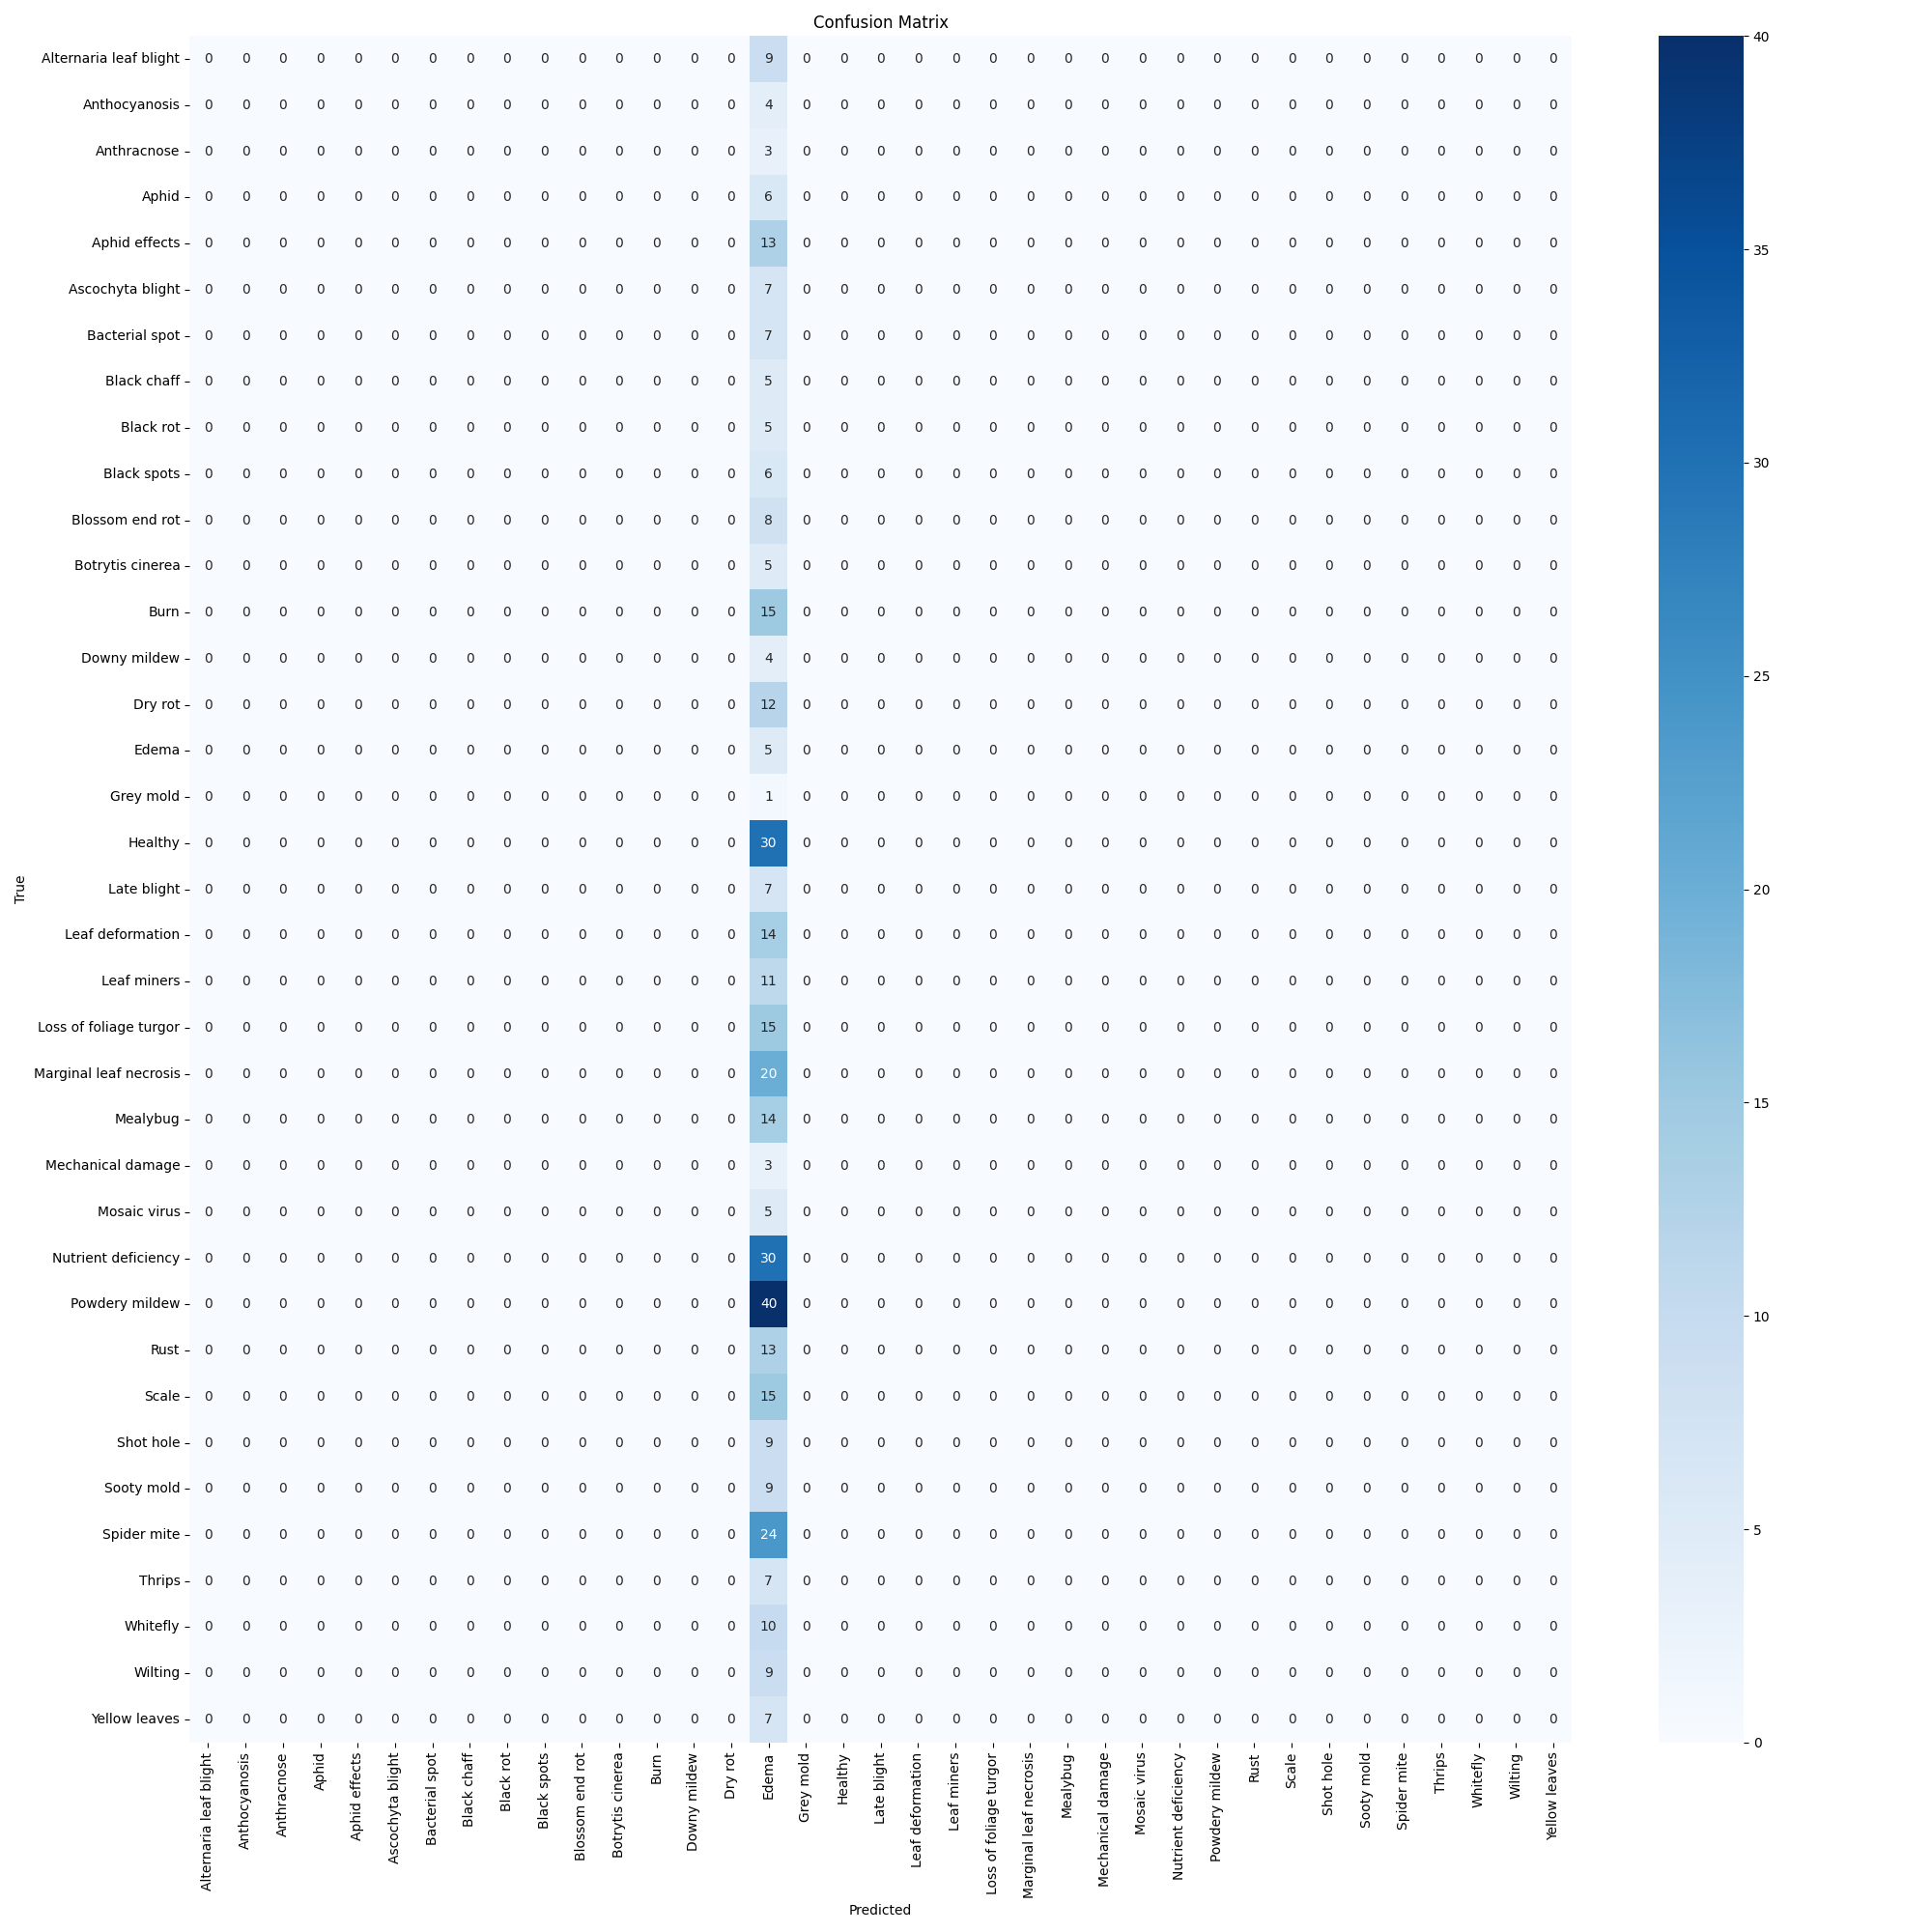 Confusion Matrix
Alternaria leaf blight 0 0 0 0 0 0 0 0 0 0 0 0 0 0 0 9 0 0 0 0 0 0 0 0 0 0 0 0 0 0 0 0 0 0 0 0 0
Anthocyanosis 0 0 0 0 0 0 0 0 0 0 0 0 0 0 0 4 0 0 0 0 0 0 0 0 0 0 0 0 0 0 0 0 0 0 0 0 0
Anthracnose 0 0 0 0 0 0 0 0 0 0 0 0 0 0 0 3 0 0 0 0 0 0 0 0 0 0 0 0 0 0 0 0 0 0 0 0 0
Aphid 0 0 0 0 0 0 0 0 0 0 0 0 0 0 0 6 0 0 0 0 0 0 0 0 0 0 0 0 0 0 0 0 0 0 0 0 0
Aphid effects 0 0 0 0 0 0 0 0 0 0 0 0 0 0 0 13 0 0 0 0 0 0 0 0 0 0 0 0 0 0 0 0 0 0 0 0 0
Ascochyta blight 0 0 0 0 0 0 0 0 0 0 0 0 0 0 0 7 0 0 0 0 0 0 0 0 0 0 0 0 0 0 0 0 0 0 0 0 0
Bacterial spot 0 0 0 0 0 0 0 0 0 0 0 0 0 0 0 7 0 0 0 0 0 0 0 0 0 0 0 0 0 0 0 0 0 0 0 0 0
Black chaff 0 0 0 0 0 0 0 0 0 0 0 0 0 0 0 5 0 0 0 0 0 0 0 0 0 0 0 0 0 0 0 0 0 0 0 0 0
Black rot 0 0 0 0 0 0 0 0 0 0 0 0 0 0 0 5 0 0 0 0 0 0 0 0 0 0 0 0 0 0 0 0 0 0 0 0 0
Black spots 0 0 0 0 0 0 0 0 0 0 0 0 0 0 0 6 0 0 0 0 0 0 0 0 0 0 0 0 0 0 0 0 0 0 0 0 0
Blossom end rot 0 0 0 0 0 0 0 0 0 0 0 0 0 0 0 8 0 0 0 0 0 0 0 0 0 0 0 0 0 0 0 0 0 0 0 0 0
Botrytis cinerea 0 0 0 0 0 0 0 0 0 0 0 0 0 0 0 5 0 0 0 0 0 0 0 0 0 0 0 0 0 0 0 0 0 0 0 0 0
Burn 0 0 0 0 0 0 0 0 0 0 0 0 0 0 0 15 0 0 0 0 0 0 0 0 0 0 0 0 0 0 0 0 0 0 0 0 0
Downy mildew 0 0 0 0 0 0 0 0 0 0 0 0 0 0 0 4 0 0 0 0 0 0 0 0 0 0 0 0 0 0 0 0 0 0 0 0 0
Dry rot 0 0 0 0 0 0 0 0 0 0 0 0 0 0 0 12 0 0 0 0 0 0 0 0 0 0 0 0 0 0 0 0 0 0 0 0 0
Edema 0 0 0 0 0 0 0 0 0 0 0 0 0 0 0 5 0 0 0 0 0 0 0 0 0 0 0 0 0 0 0 0 0 0 0 0 0
Grey mold 0 0 0 0 0 0 0 0 0 0 0 0 0 0 0 1 0 0 0 0 0 0 0 0 0 0 0 0 0 0 0 0 0 0 0 0 0
Healthy 0 0 0 0 0 0 0 0 0 0 0 0 0 0 0 30 0 0 0 0 0 0 0 0 0 0 0 0 0 0 0 0 0 0 0 0 0
Late blight 0 0 0 0 0 0 0 0 0 0 0 0 0 0 0 7 0 0 0 0 0 0 0 0 0 0 0 0 0 0 0 0 0 0 0 0 0
Leaf deformation 0 0 0 0 0 0 0 0 0 0 0 0 0 0 0 14 0 0 0 0 0 0 0 0 0 0 0 0 0 0 0 0 0 0 0 0 0
Leaf miners 0 0 0 0 0 0 0 0 0 0 0 0 0 0 0 11 0 0 0 0 0 0 0 0 0 0 0 0 0 0 0 0 0 0 0 0 0
Loss of foliage turgor 0 0 0 0 0 0 0 0 0 0 0 0 0 0 0 15 0 0 0 0 0 0 0 0 0 0 0 0 0 0 0 0 0 0 0 0 0
Marginal leaf necrosis 0 0 0 0 0 0 0 0 0 0 0 0 0 0 0 20 0 0 0 0 0 0 0 0 0 0 0 0 0 0 0 0 0 0 0 0 0
Mealybug 0 0 0 0 0 0 0 0 0 0 0 0 0 0 0 14 0 0 0 0 0 0 0 0 0 0 0 0 0 0 0 0 0 0 0 0 0
Mechanical damage 0 0 0 0 0 0 0 0 0 0 0 0 0 0 0 3 0 0 0 0 0 0 0 0 0 0 0 0 0 0 0 0 0 0 0 0 0
Mosaic virus 0 0 0 0 0 0 0 0 0 0 0 0 0 0 0 5 0 0 0 0 0 0 0 0 0 0 0 0 0 0 0 0 0 0 0 0 0
Nutrient deficiency 0 0 0 0 0 0 0 0 0 0 0 0 0 0 0 30 0 0 0 0 0 0 0 0 0 0 0 0 0 0 0 0 0 0 0 0 0
Powdery mildew 0 0 0 0 0 0 0 0 0 0 0 0 0 0 0 40 0 0 0 0 0 0 0 0 0 0 0 0 0 0 0 0 0 0 0 0 0
Rust 0 0 0 0 0 0 0 0 0 0 0 0 0 0 0 13 0 0 0 0 0 0 0 0 0 0 0 0 0 0 0 0 0 0 0 0 0
Scale 0 0 0 0 0 0 0 0 0 0 0 0 0 0 0 15 0 0 0 0 0 0 0 0 0 0 0 0 0 0 0 0 0 0 0 0 0
Shot hole 0 0 0 0 0 0 0 0 0 0 0 0 0 0 0 9 0 0 0 0 0 0 0 0 0 0 0 0 0 0 0 0 0 0 0 0 0
Sooty mold 0 0 0 0 0 0 0 0 0 0 0 0 0 0 0 9 0 0 0 0 0 0 0 0 0 0 0 0 0 0 0 0 0 0 0 0 0
Spider mite 0 0 0 0 0 0 0 0 0 0 0 0 0 0 0 24 0 0 0 0 0 0 0 0 0 0 0 0 0 0 0 0 0 0 0 0 0
Thrips 0 0 0 0 0 0 0 0 0 0 0 0 0 0 0 7 0 0 0 0 0 0 0 0 0 0 0 0 0 0 0 0 0 0 0 0 0
Whitefly 0 0 0 0 0 0 0 0 0 0 0 0 0 0 0 10 0 0 0 0 0 0 0 0 0 0 0 0 0 0 0 0 0 0 0 0 0
Wilting 0 0 0 0 0 0 0 0 0 0 0 0 0 0 0 9 0 0 0 0 0 0 0 0 0 0 0 0 0 0 0 0 0 0 0 0 0
Yellow leaves 0 0 0 0 0 0 0 0 0 0 0 0 0 0 0 7 0 0 0 0 0 0 0 0 0 0 0 0 0 0 0 0 0 0 0 0 0
True
Alternaria leaf blight
Anthocyanosis
Anthracnose
Aphid
Aphid effects
Ascochyta blight
Bacterial spot
Black chaff
Black rot
Black spots
Blossom end rot
Botrytis cinerea
Burn
Downy mildew
Dry rot
Edema
Grey mold
Healthy
Late blight
Leaf deformation
Leaf miners
Loss of foliage turgor
Marginal leaf necrosis
Mealybug
Mechanical damage
Mosaic virus
Nutrient deficiency
Powdery mildew
Rust
Scale
Shot hole
Sooty mold
Spider mite
Thrips
Whitefly
Wilting
Yellow leaves
Predicted
40
35
30
25
20
15
10
5
0